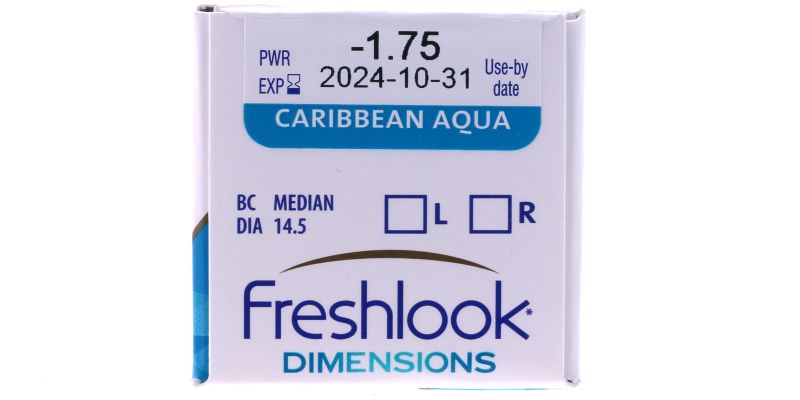 PWR -1.75
EXP 2024-10-31 Use-by date
CARIBBEAN AQUA
BC MEDIAN L R
DIA 14.5
Freshlook*
DIMENSIONS